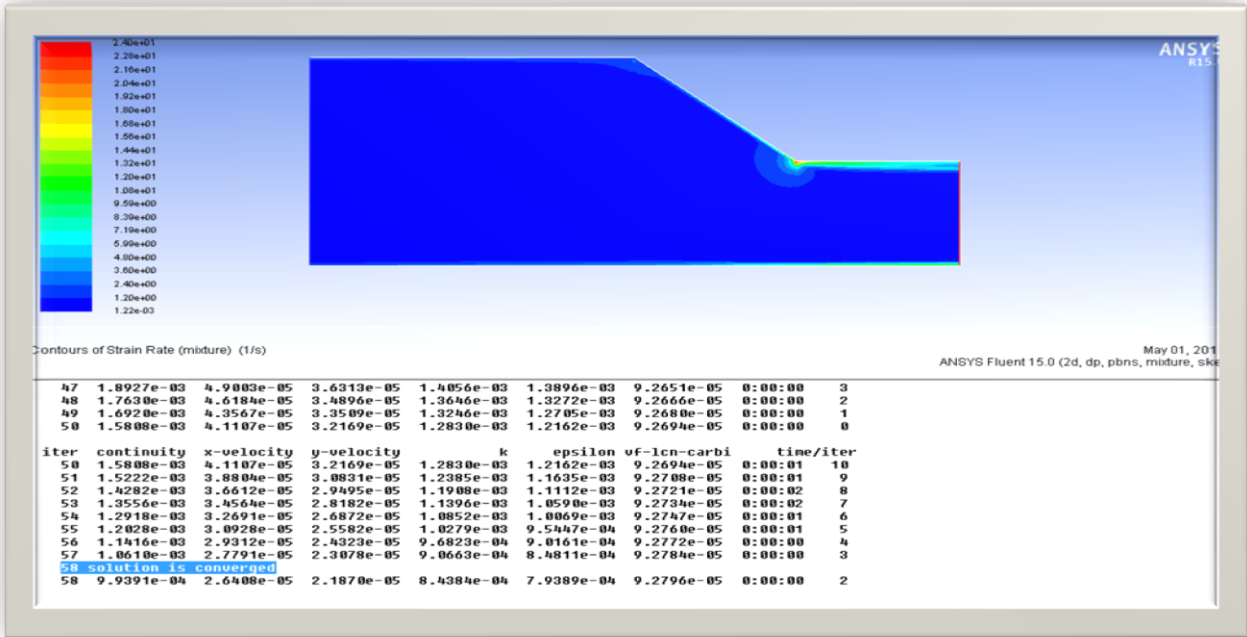 2.40e+01
2.28e+01
2.16e+01
2.04e+01
1.92e+01
1.80e+01
1.68e+01
1.56e+01
1.44e+01
1.32e+01
1.20e+01
1.08e+01
9.59e+00
8.39e+00
7.19e+00
5.99e+00
4.80e+00
3.60e+00
2.40e+00
1.20e+00
1.22e-03
ANSYS
R15.
Contours of Strain Rate (mixture) (1/s)
May 01, 201
ANSYS Fluent 15.0 (2d, dp, pbns, mixture, ske
47 1.8927e-03 4.9003e-05 3.6313e-05 1.4056e-03 1.3896e-03 9.2651e-05 0:00:00 3
48 1.7630e-03 4.6184e-05 3.4896e-05 1.3646e-03 1.3272e-03 9.2666e-05 0:00:00 2
49 1.6920e-03 4.3567e-05 3.3509e-05 1.3246e-03 1.2705e-03 9.2680e-05 0:00:00 1
50 1.5808e-03 4.1107e-05 3.2169e-05 1.2830e-03 1.2162e-03 9.2694e-05 0:00:00 0
iter continuity x-velocity y-velocity k epsilon vf-lcn-carbi time/iter
50 1.5808e-03 4.1107e-05 3.2169e-05 1.2830e-03 1.2162e-03 9.2694e-05 0:00:01 10
51 1.5222e-03 3.8804e-05 3.0831e-05 1.2385e-03 1.1635e-03 9.2708e-05 0:00:01 9
52 1.4282e-03 3.6612e-05 2.9495e-05 1.1908e-03 1.1112e-03 9.2721e-05 0:00:02 8
53 1.3556e-03 3.4564e-05 2.8182e-05 1.1396e-03 1.0590e-03 9.2734e-05 0:00:02 7
54 1.2918e-03 3.2691e-05 2.6872e-05 1.0852e-03 1.0069e-03 9.2747e-05 0:00:01 6
55 1.2028e-03 3.0928e-05 2.5582e-05 1.0279e-03 9.5447e-04 9.2760e-05 0:00:01 5
56 1.1416e-03 2.9312e-05 2.4323e-05 9.6823e-04 9.0161e-04 9.2772e-05 0:00:00 4
57 1.0610e-03 2.7791e-05 2.3078e-05 9.0663e-04 8.4811e-04 9.2784e-05 0:00:00 3
58 solution is converged
58 9.9391e-04 2.6408e-05 2.1870e-05 8.4384e-04 7.9389e-04 9.2796e-05 0:00:00 2